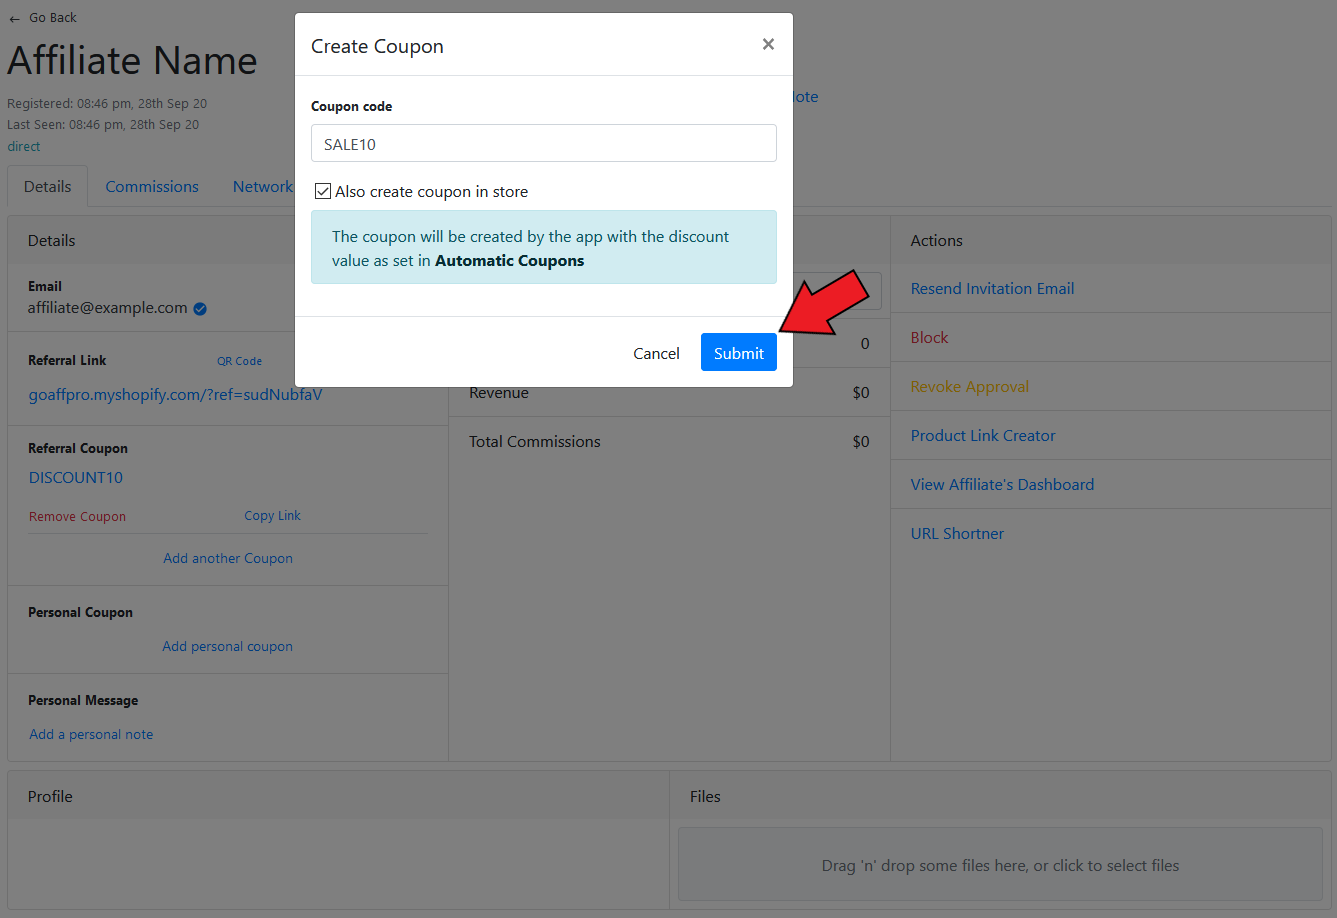 ← Go Back
Affiliate Name
Registered: 08:46 pm, 28th Sep 20
Last Seen: 08:46 pm, 28th Sep 20
direct
Details
Commissions
Network
Create Coupon
×
Coupon code
SALE10
Also create coupon in store
The coupon will be created by the app with the discount
value as set in Automatic Coupons
Cancel
Submit
Details
Email
affiliate@example.com
Referral Link
QR Code
goaffpro.myshopify.com/?ref=sudNubfaV
Referral Coupon
DISCOUNT10
Remove Coupon
Copy Link
Add another Coupon
Personal Coupon
Add personal coupon
Personal Message
Add a personal note
0
Revenue
$0
Total Commissions
$0
Actions
Resend Invitation Email
Block
Revoke Approval
Product Link Creator
View Affiliate's Dashboard
URL Shortner
Profile
Files
Drag 'n' drop some files here, or click to select files